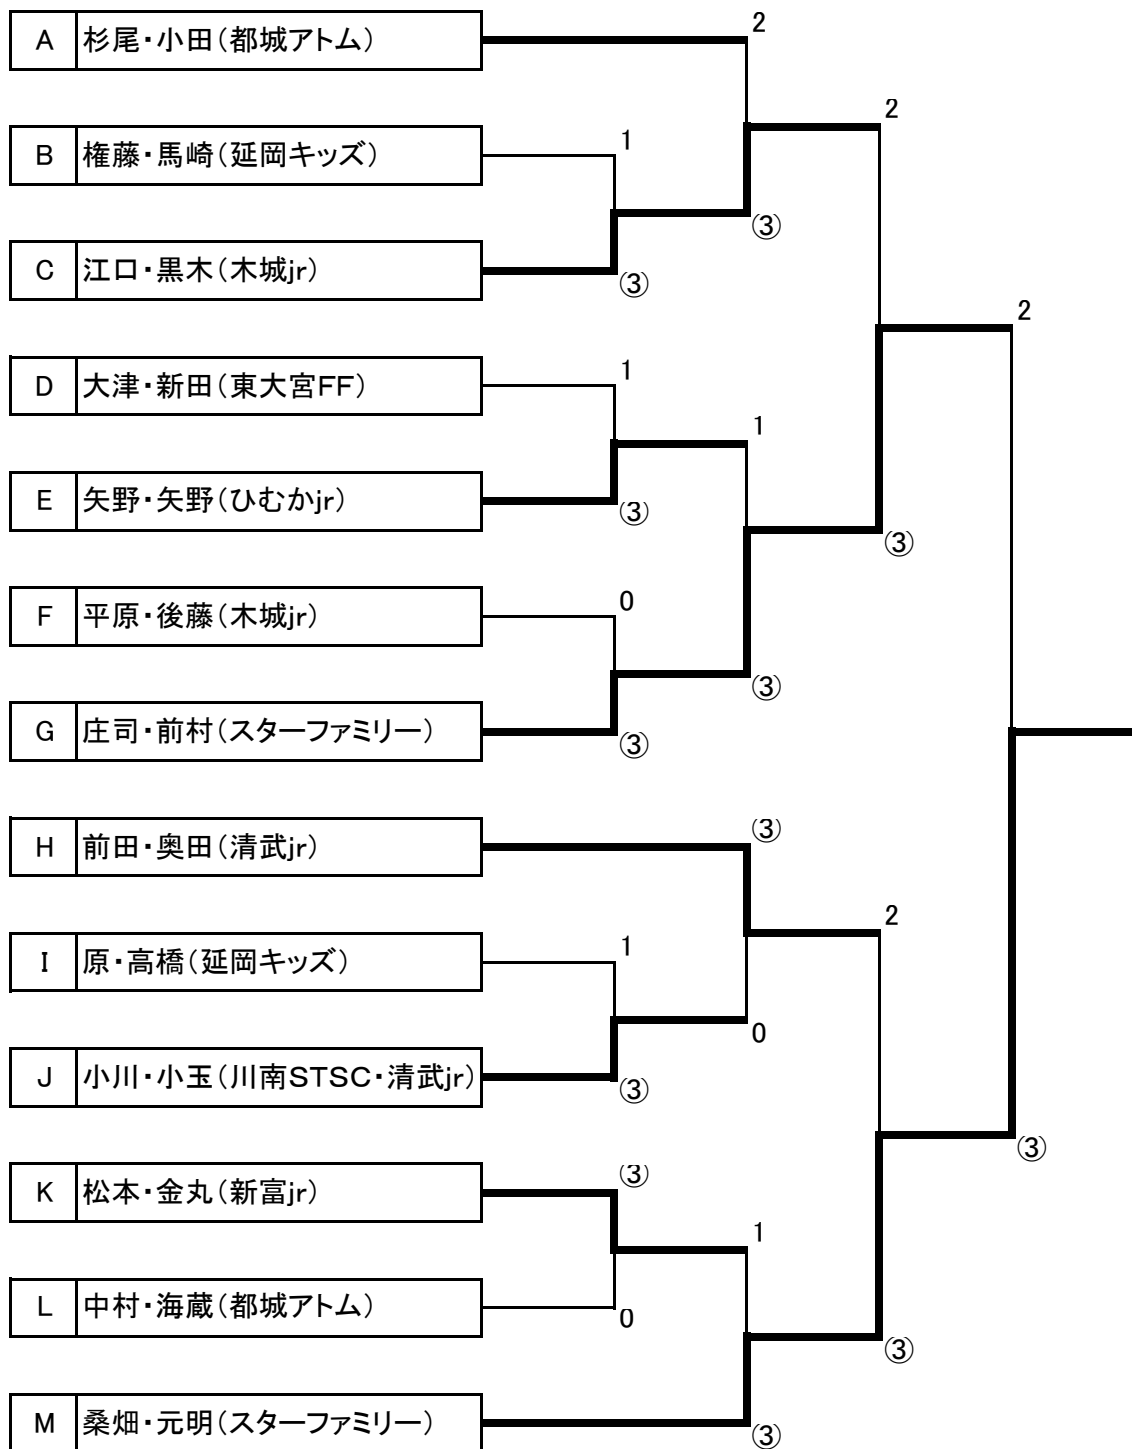 2
A 杉尾・小田（都城アトム）
2
B 権藤・馬崎（延岡キッズ）
1
③
C 江口・黒木（木城jr）
③
2
D 大津・新田（東大宮FF）
1
1
E 矢野・矢野（ひむかjr）
③
③
F 平原・後藤（木城jr）
0
③
G 庄司・前村（スターファミリー）
③
③
H 前田・奥田（清武jr）
2
I 原・高橋（延岡キッズ）
1
0
J 小川・小玉（川南STSC・清武jr）
③
③
K 松本・金丸（新富jr）
③
1
L 中村・海蔵（都城アトム）
0
③
M 桑畑・元明（スターファミリー）
③